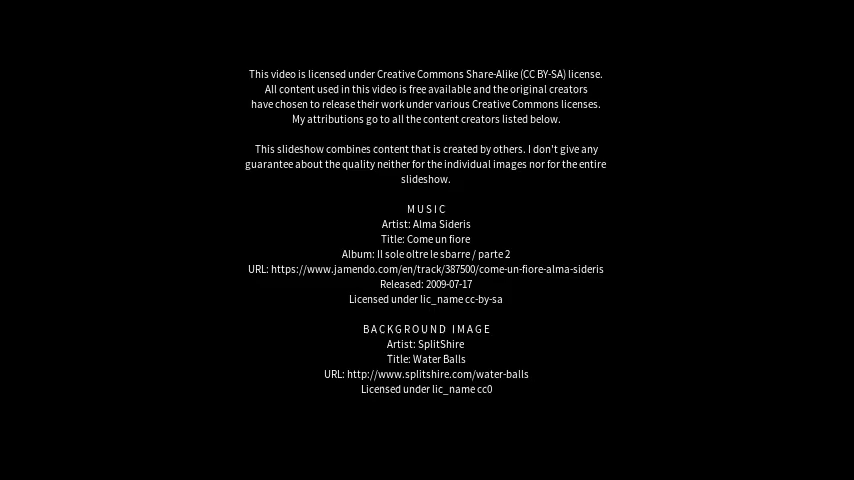 This video is licensed under Creative Commons Share-Alike (CC BY-SA) license.
All content used in this video is free available and the original creators
have chosen to release their work under various Creative Commons licenses.
My attributions go to all the content creators listed below.
This slideshow combines content that is created by others. I don't give any
guarantee about the quality neither for the individual images nor for the entire
slideshow.
MUSIC
Artist: Alma Sideris
Title: Come un fiore
Album: Il sole oltre le sbarre / parte 2
URL: https://www.jamendo.com/en/track/387500/come-un-fiore-alma-sideris
Released: 2009-07-17
Licensed under lic_name cc-by-sa
BACKGROUND IMAGE
Artist: SplitShire
Title: Water Balls
URL: http://www.splitshire.com/water-balls
Licensed under lic_name cc0